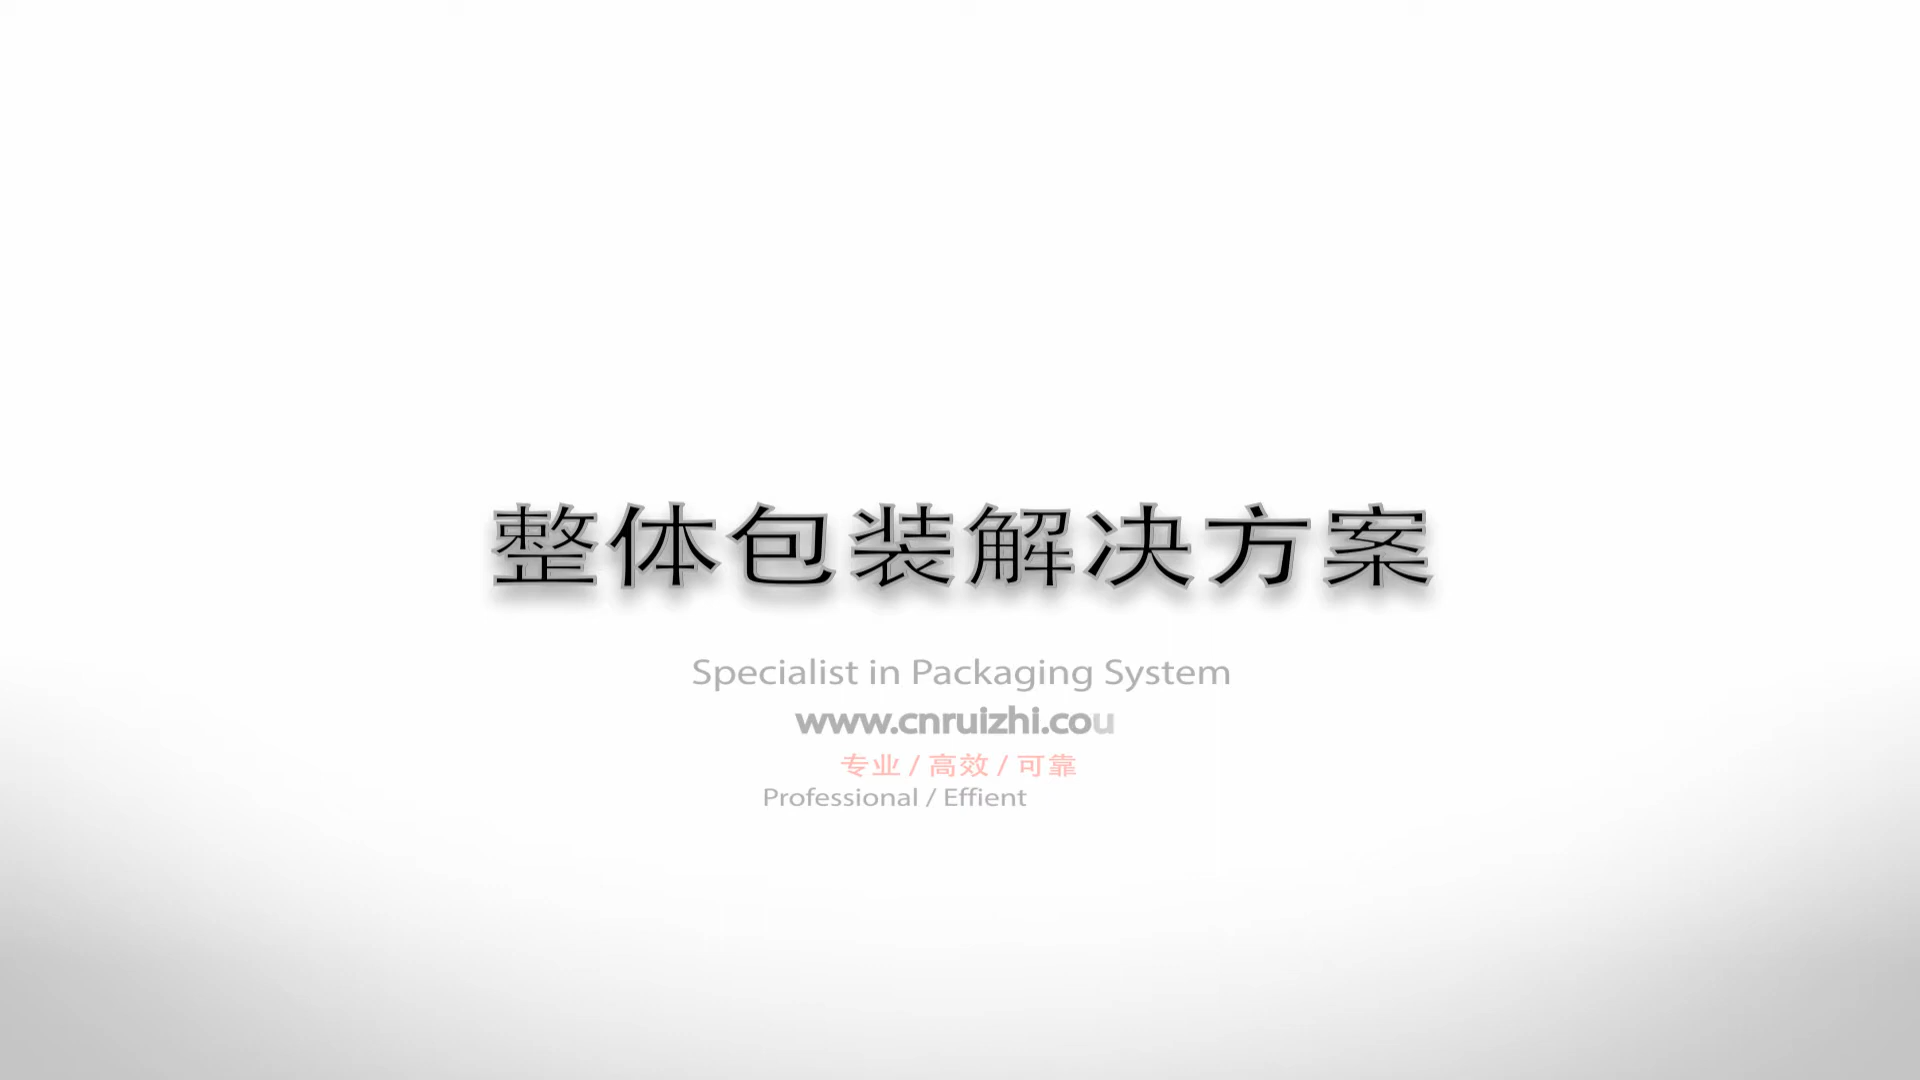 整体包装解决方案
Specialist in Packaging System
www.cnruizhi.cou
专业 / 高效 / 可靠
Professional / Effient